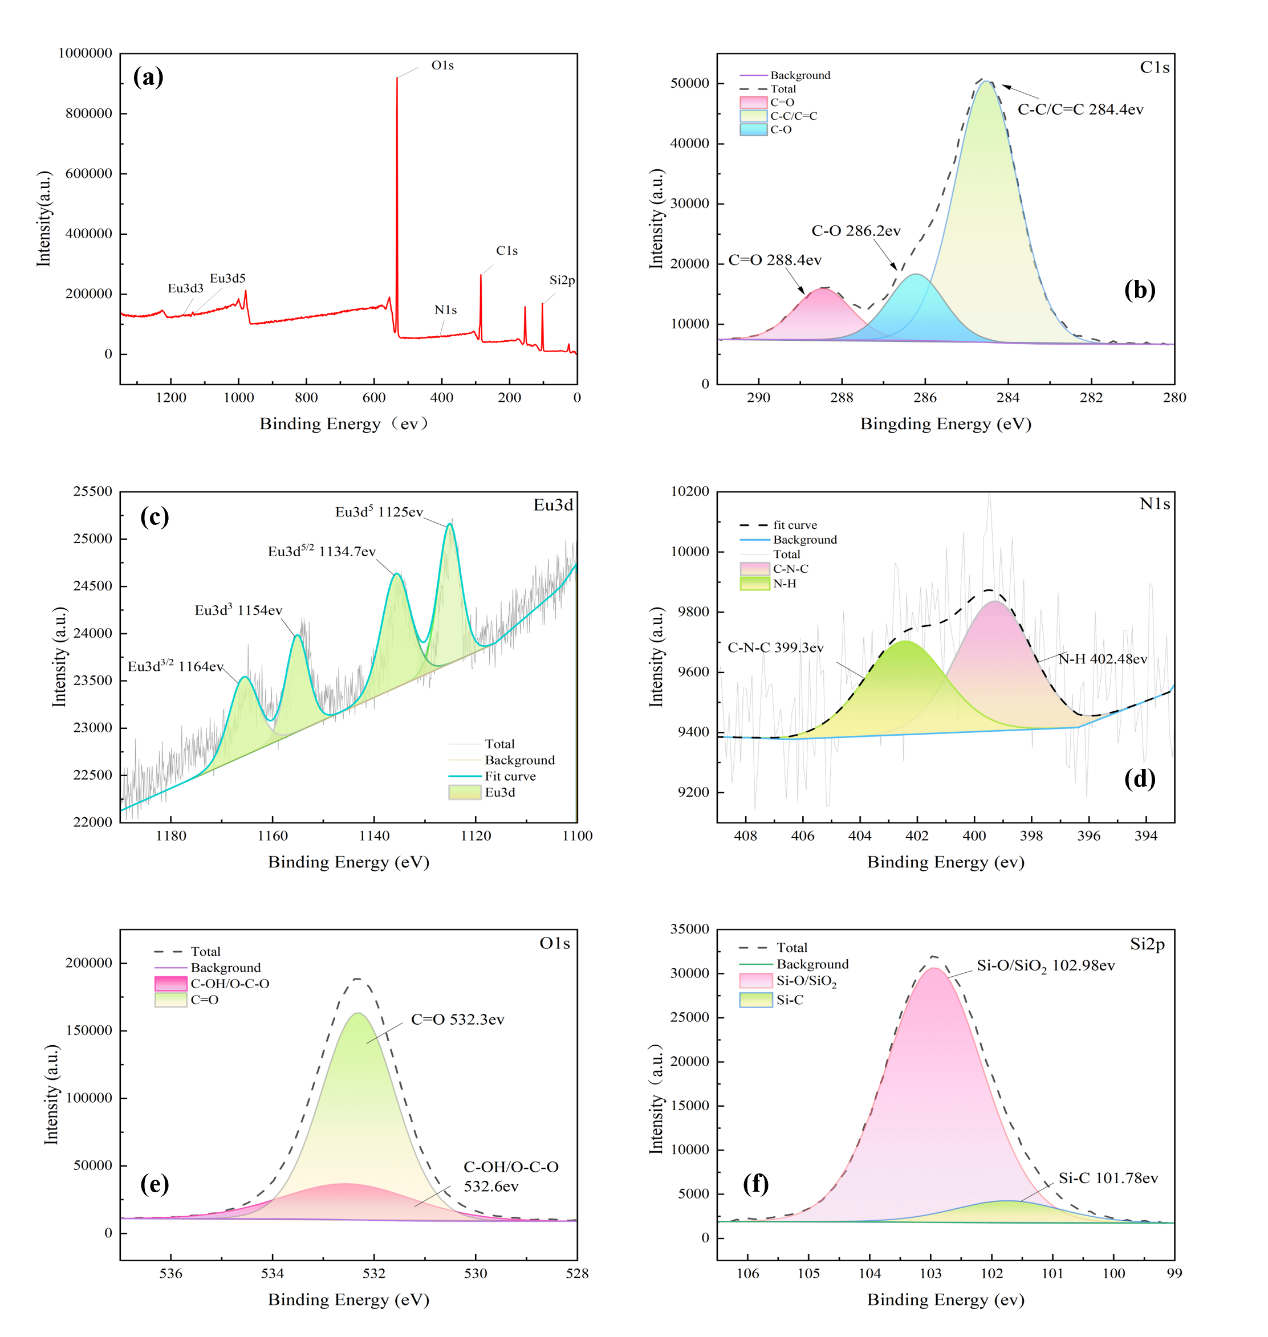 (a)
1000000
800000
600000
400000
200000
0
Intensity(a.u.)
O1s
C1s
Si2p
Eu3d3
Eu3d5
N1s
1200 1000 800 600 400 200 0
Binding Energy（ev）
C1s
Background
Total
C=O
C-C/C=C
C-O
C-C/C=C 284.4ev
C-O 286.2ev
C=O 288.4ev
(b)
50000
40000
30000
20000
10000
0
Intensity (a.u.)
290 288 286 284 282 280
Bingding Energy (eV)
(c)
Eu3d
Eu3d5 1125ev
Eu3d5/2 1134.7ev
Eu3d3 1154ev
Eu3d3/2 1164ev
Total
Background
Fit curve
Eu3d
25500
25000
24500
24000
23500
23000
22500
22000
Intensity (a.u.)
1180 1160 1140 1120 1100
Binding Energy (eV)
N1s
fit curve
Background
Total
C-N-C
N-H
C-N-C 399.3ev
N-H 402.48ev
(d)
10200
10000
9800
9600
9400
9200
Intensity (a.u.)
408 406 404 402 400 398 396 394
Binding Energy (ev)
O1s
Total
Background
C-OH/O-C-O
C=O
C=O 532.3ev
C-OH/O-C-O
532.6ev
(e)
200000
150000
100000
50000
0
Intensity (a.u.)
536 534 532 530 528
Binding Energy (eV)
Si2p
Total
Background
Si-O/SiO2
Si-C
Si-O/SiO2 102.98ev
Si-C 101.78ev
(f)
35000
30000
25000
20000
15000
10000
5000
0
Intensity（a.u.)
106 105 104 103 102 101 100 99
Binding Energy (ev)